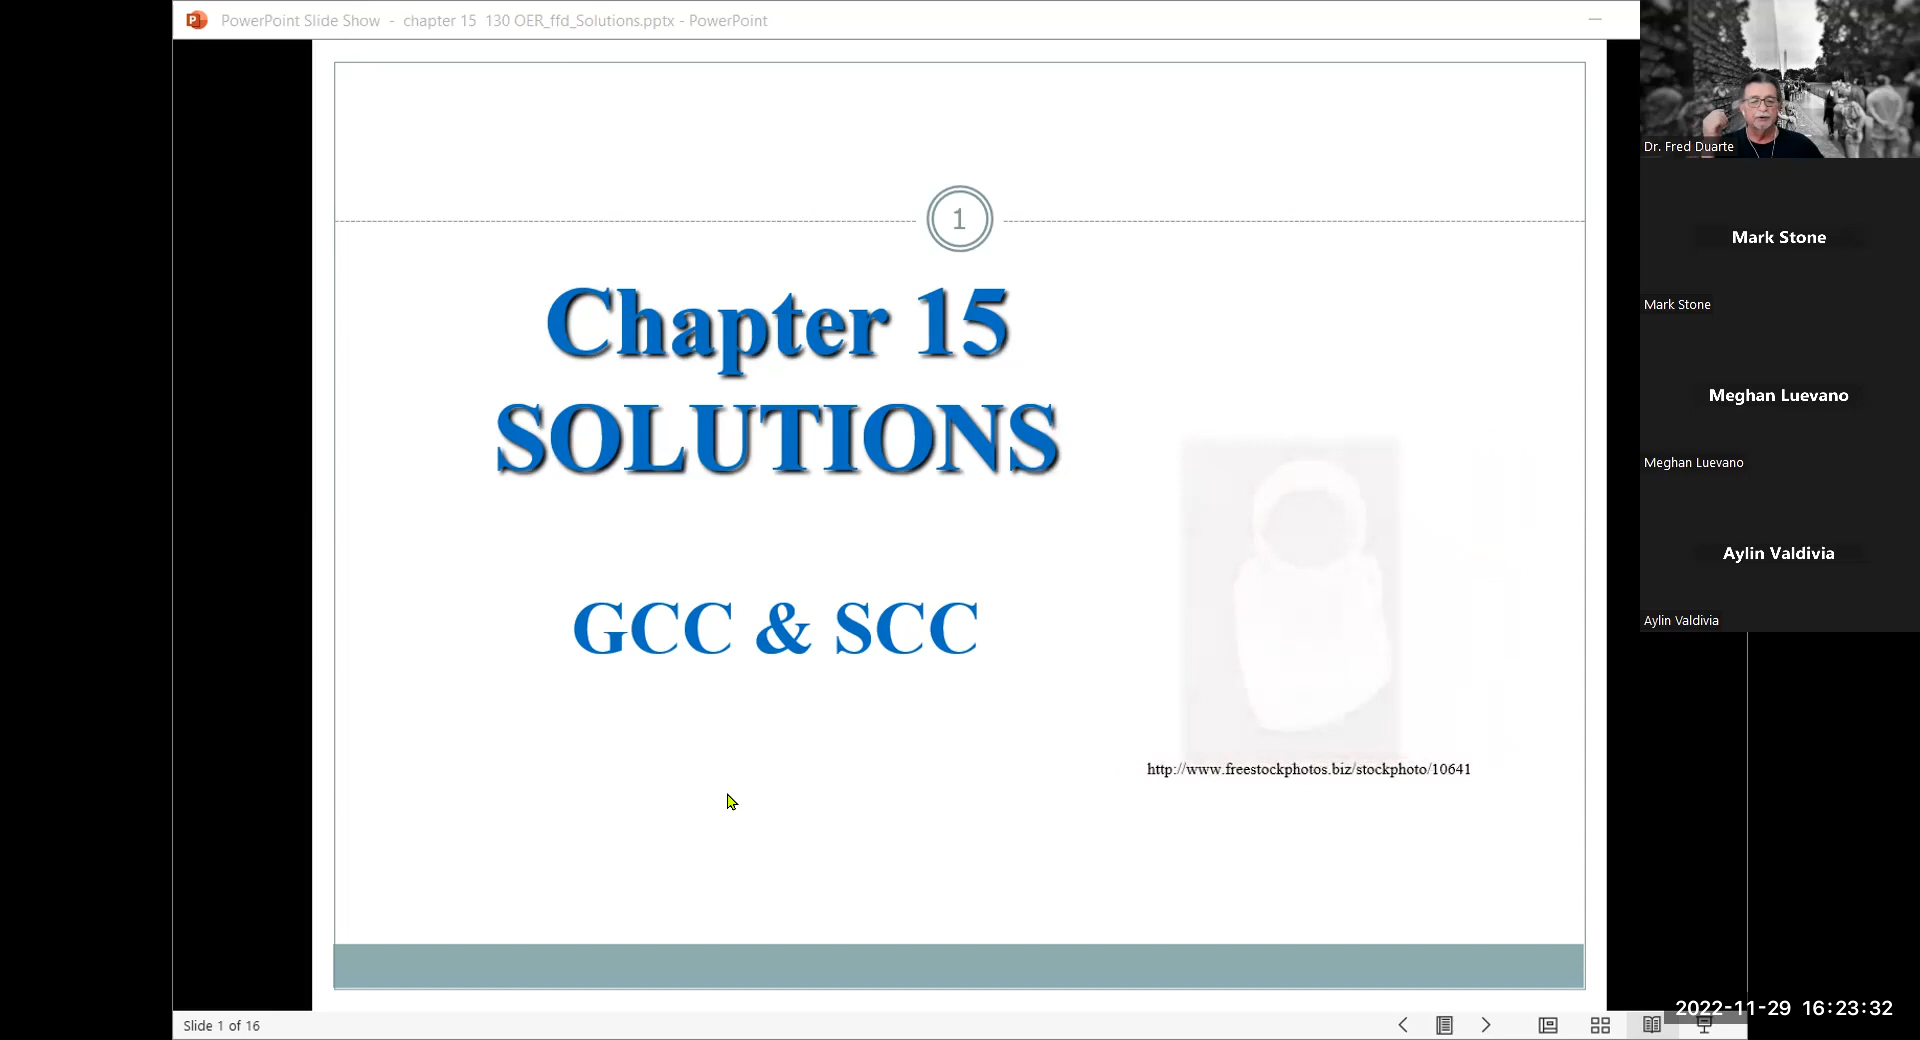 PowerPoint Slide Show - chapter 15 130 OER_ffd_Solutions.pptx - PowerPoint
1
Chapter 15
SOLUTIONS
GCC & SCC
http://www.freestockphotos.biz/stockphoto/10641
Slide 1 of 16
Dr. Fred Duarte
Mark Stone
Mark Stone
Meghan Luevano
Meghan Luevano
Aylin Valdivia
Aylin Valdivia
2022-11-29 16:23:32